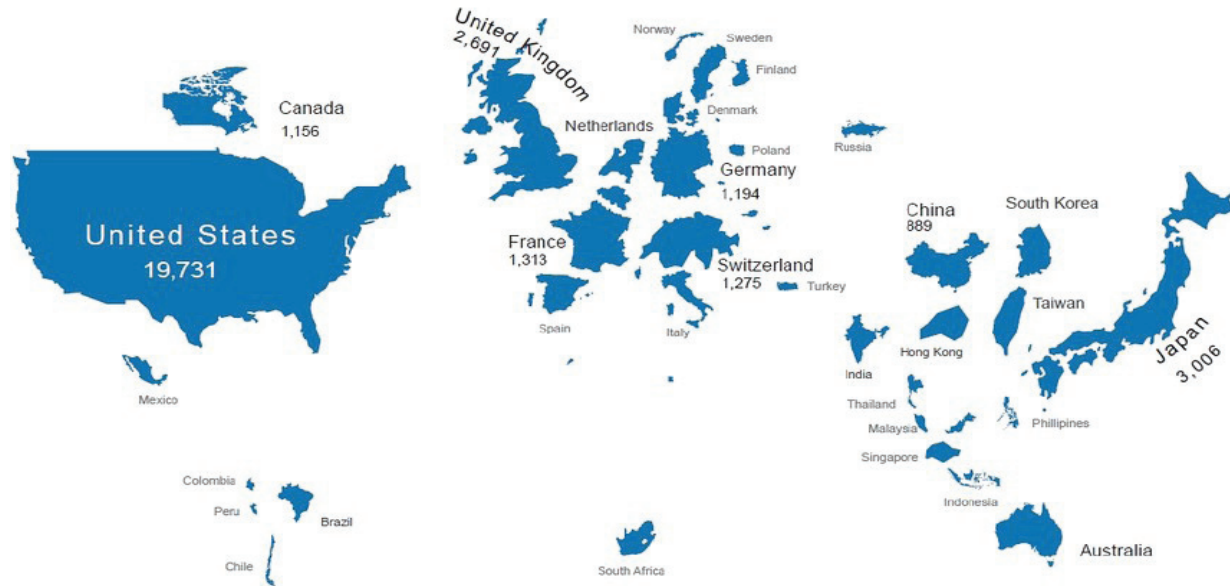 Canada
1,156
United States
19,731
Mexico
Colombia
Peru
Brazil
Chile
United Kingdom
2,691
Norway
Sweden
Finland
Denmark
Netherlands
Poland
Germany
1,194
France
1,313
Switzerland
1,275
Spain
Italy
Turkey
South Africa
Russia
China
889
South Korea
Taiwan
Hong Kong
India
Japan
3,006
Thailand
Malaysia
Phillipines
Singapore
Indonesia
Australia